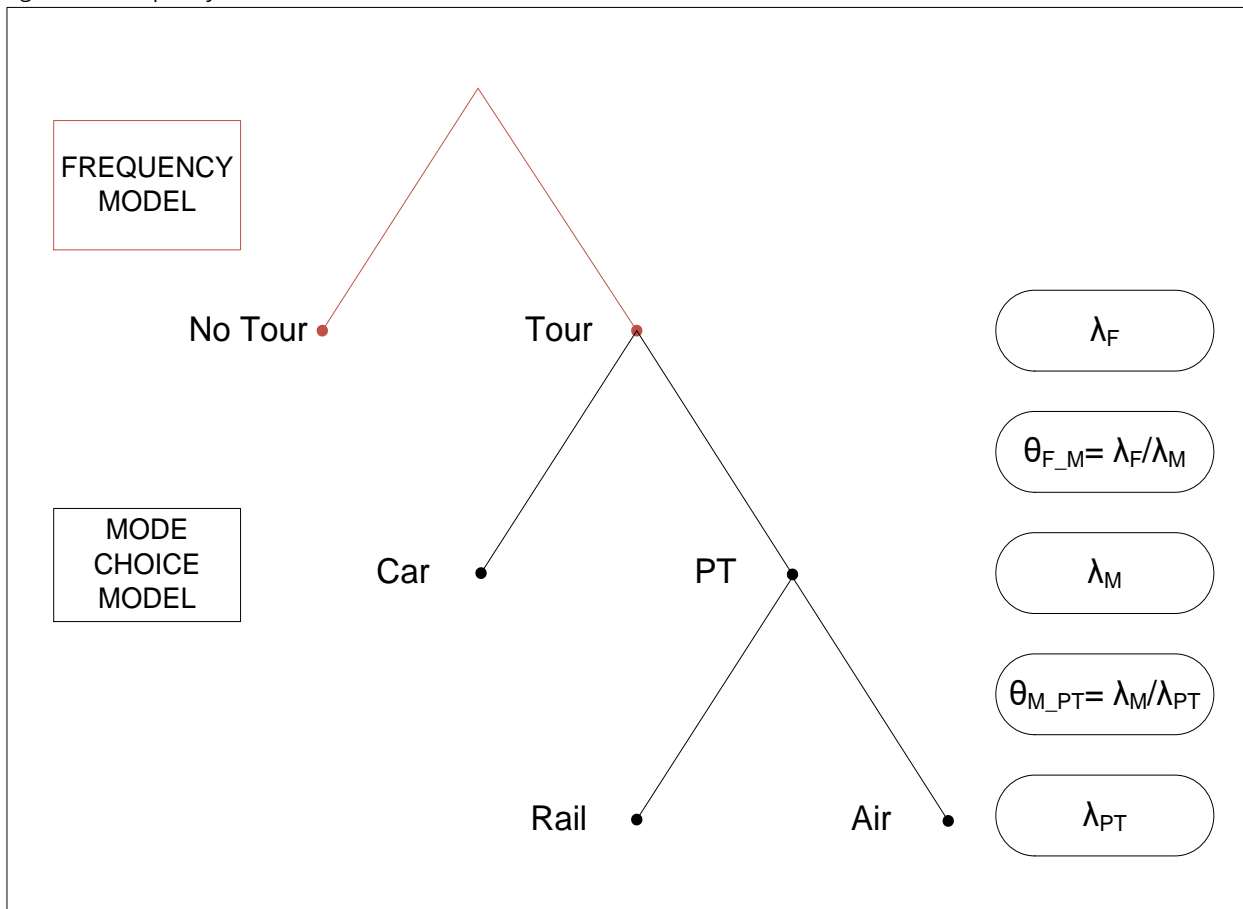 FREQUENCY
MODEL
No Tour
Tour
λF
θF_M= λF/λM
MODE
CHOICE
MODEL
Car
PT
λM
θM_PT= λM/λPT
Rail
Air
λPT